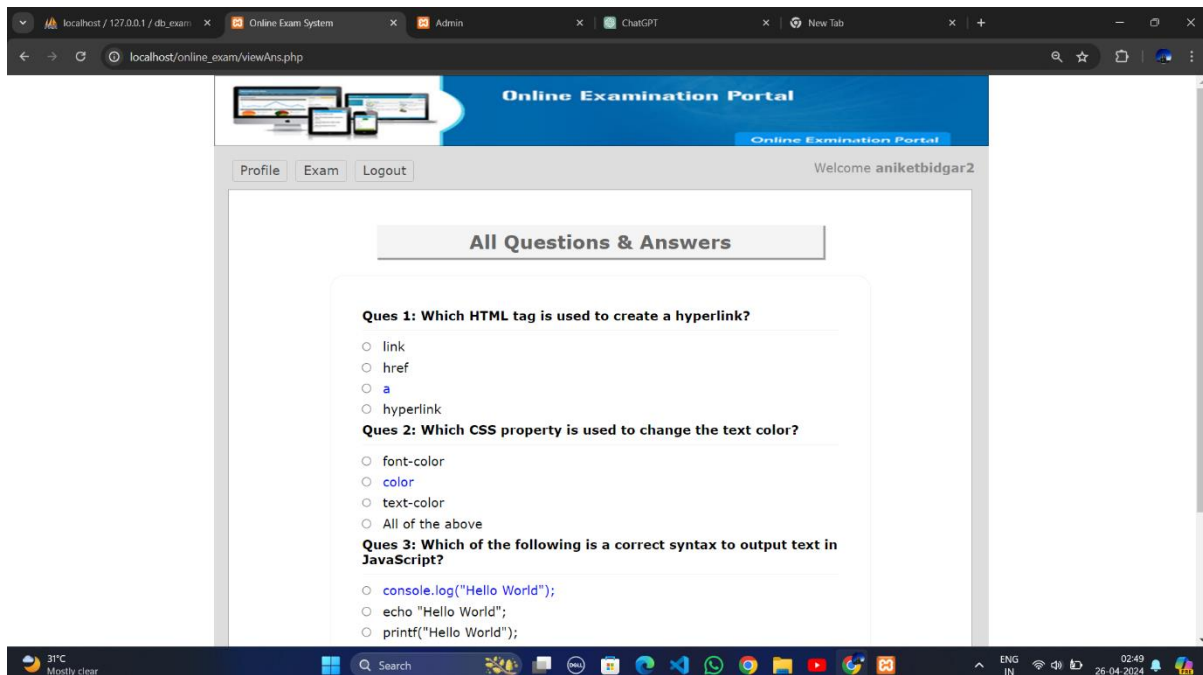 localhost / 127.0.0.1 / db_exam
Online Exam System
Admin
ChatGPT
New Tab
localhost/online_exam/viewAns.php
Online Examination Portal
Online Exmination Portal
Profile
Exam
Logout
Welcome aniketbidgar2
All Questions & Answers
Ques 1: Which HTML tag is used to create a hyperlink?
link
href
a
hyperlink
Ques 2: Which CSS property is used to change the text color?
font-color
color
text-color
All of the above
Ques 3: Which of the following is a correct syntax to output text in
JavaScript?
console.log("Hello World");
echo "Hello World";
printf("Hello World");
31°C
Mostly clear
Search
DELL
ENG
IN
02:49
26-04-2024
PRE